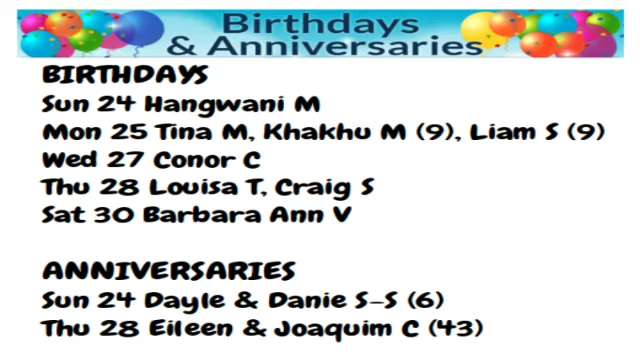 Birthdays
& Anniversaries
BIRTHDAYS
Sun 24 Hangwani M
Mon 25 Tina M, Khakhu M (9), Liam S (9)
Wed 27 Conor C
Thu 28 Louisa T, Craig S
Sat 30 Barbara Ann V
ANNIVERSARIES
Sun 24 Dayle & Danie S-S (6)
Thu 28 Eileen & Joaquim C (43)